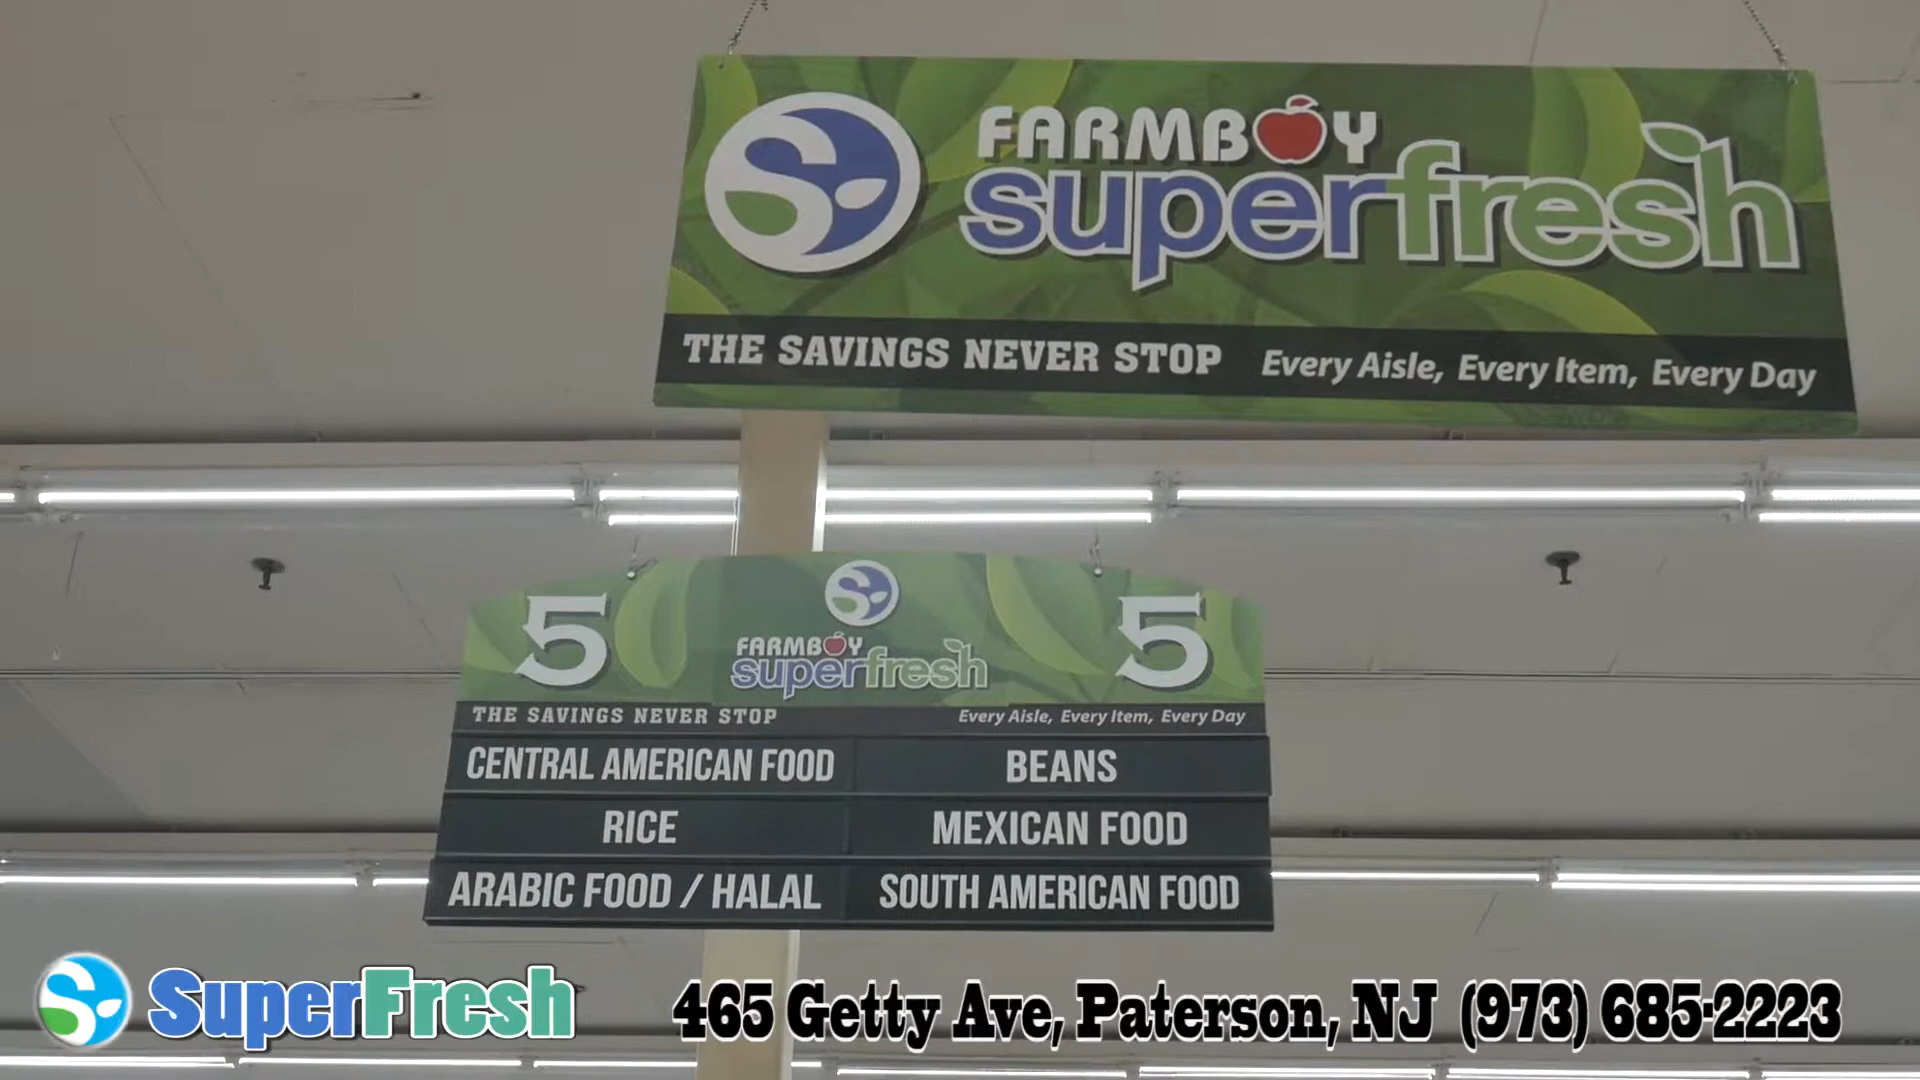 FARMBOY
superfresh
THE SAVINGS NEVER STOP Every Aisle, Every Item, Every Day
5 5
FARMBOY
superfresh
THE SAVINGS NEVER STOP Every Aisle, Every Item, Every Day
CENTRAL AMERICAN FOOD BEANS
RICE MEXICAN FOOD
ARABIC FOOD / HALAL SOUTH AMERICAN FOOD
SuperFresh 465 Getty Ave, Paterson, NJ (973) 685-2223